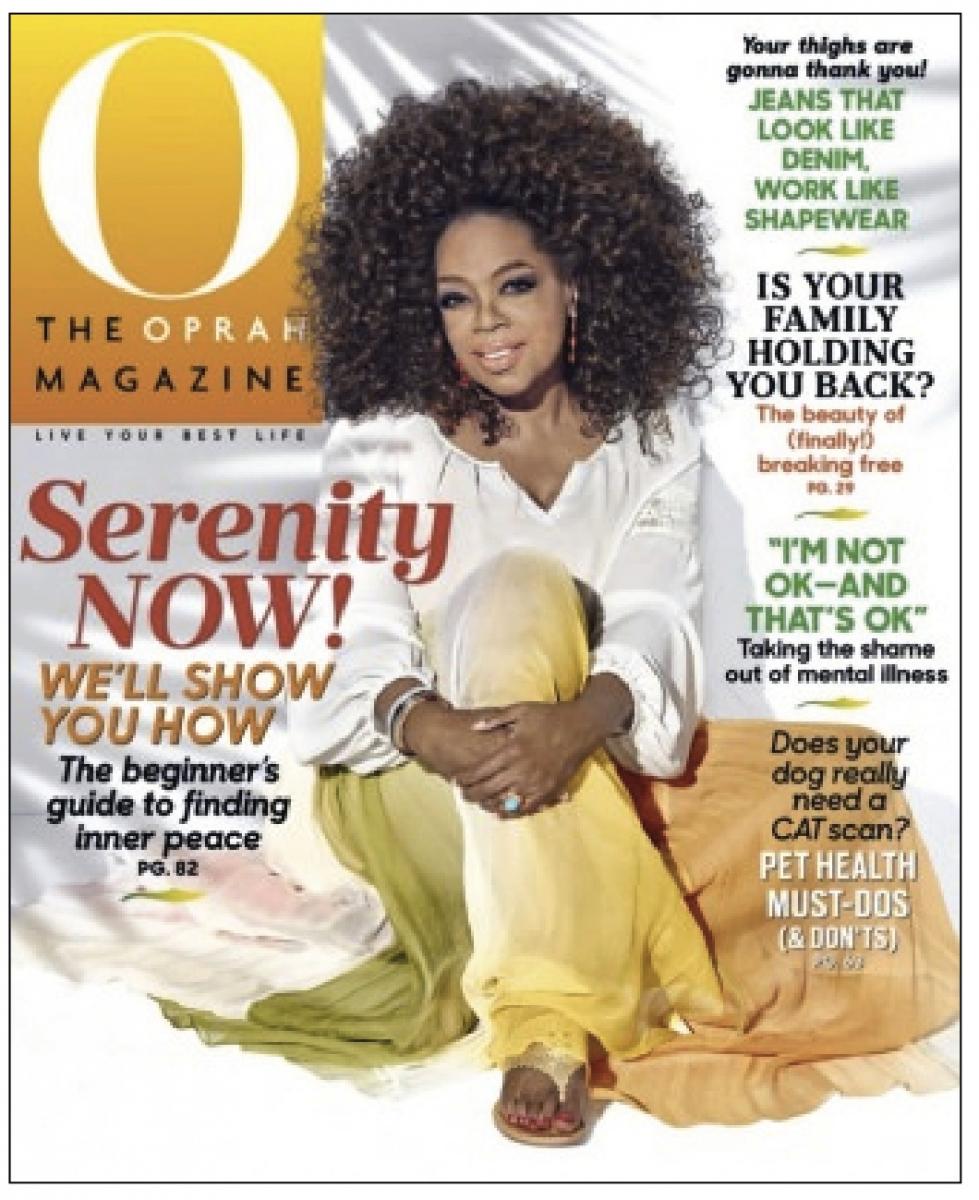 O
THE OPRAH
MAGAZINE
LIVE YOUR BEST LIFE
Serenity
NOW!
WE'LL SHOW
YOU HOW
The beginner's
guide to finding
inner peace
PG. 82
Your thighs are
gonna thank you!
JEANS THAT
LOOK LIKE
DENIM,
WORK LIKE
SHAPEWEAR
IS YOUR
FAMILY
HOLDING
YOU BACK?
The beauty of
(finally!)
breaking free
PG. 29
"I'M NOT
OK—AND
THAT'S OK"
Taking the shame
out of mental illness
Does your
dog really
need a
CAT scan?
PET HEALTH
MUST-DOS
(& DON'TS)
PG.